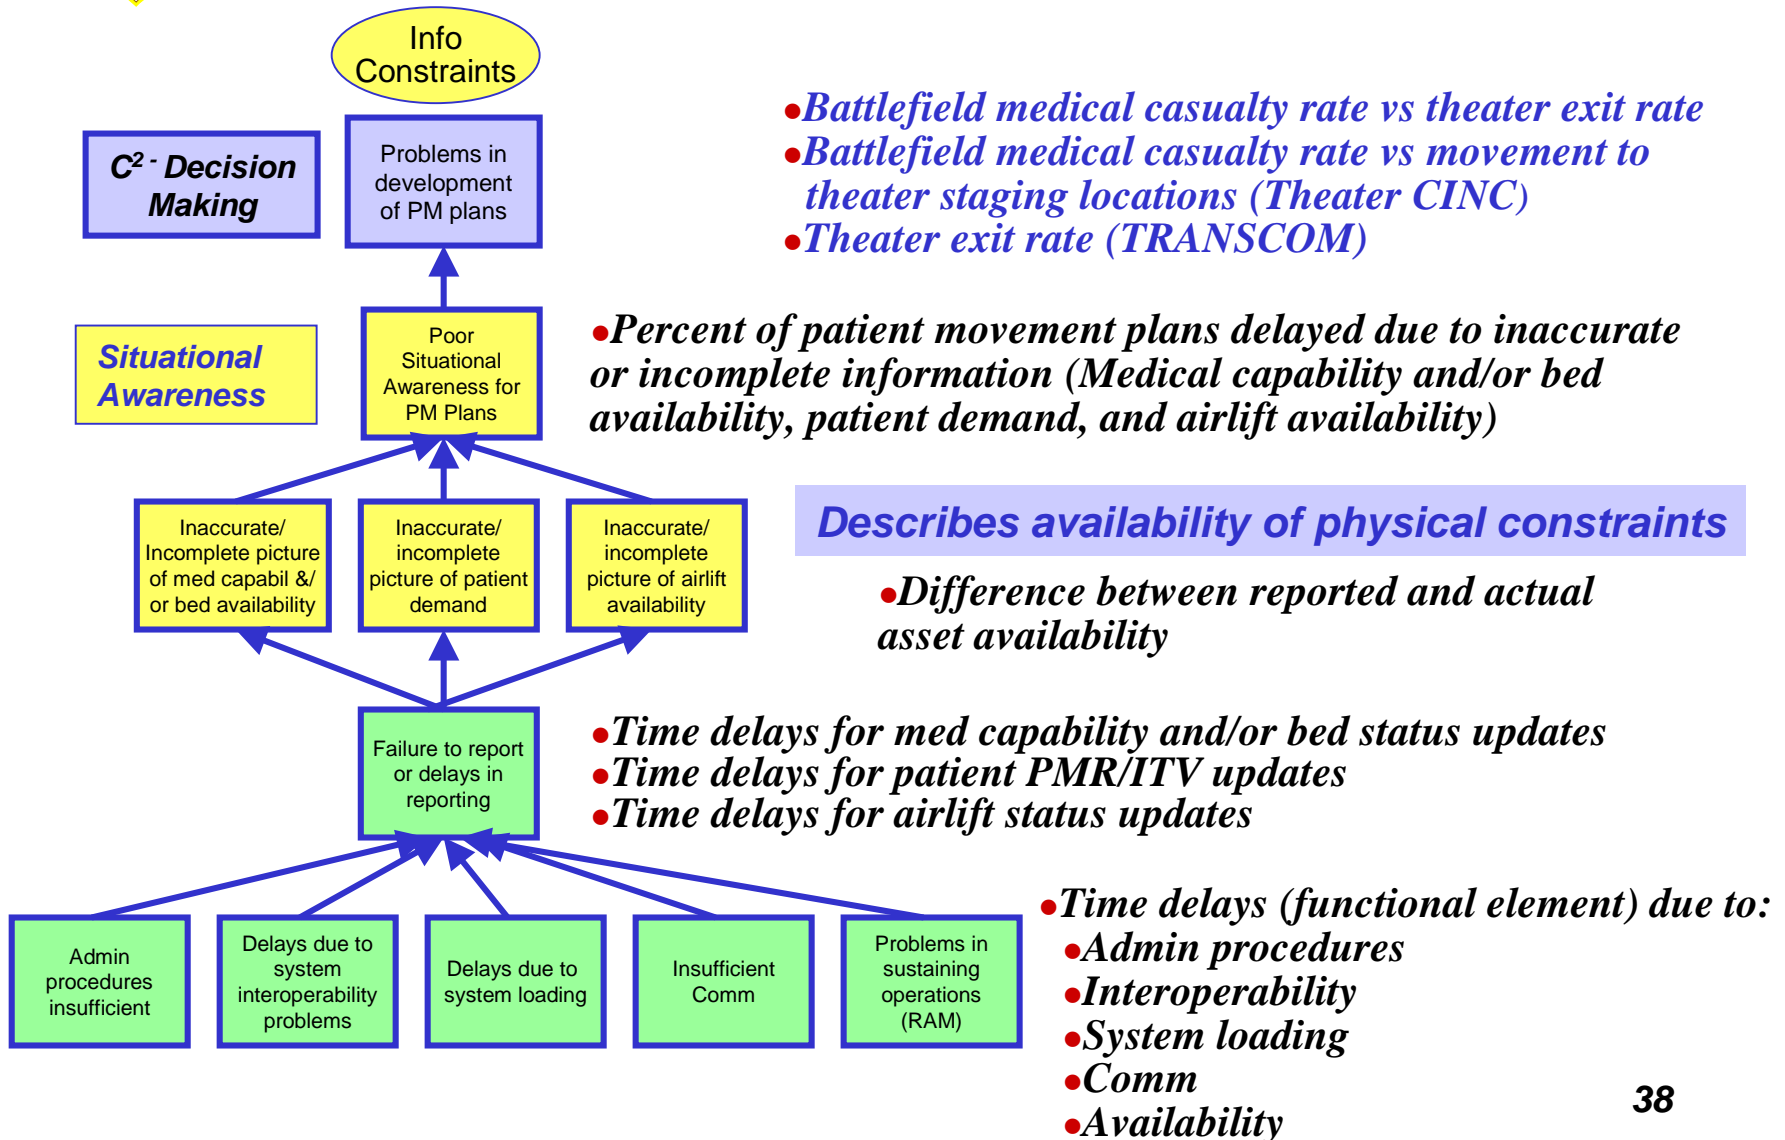 Info
Constraints
C2 - Decision
Making
Problems in
development
of PM plans
●Battlefield medical casualty rate vs theater exit rate
●Battlefield medical casualty rate vs movement to
theater staging locations (Theater CINC)
●Theater exit rate (TRANSCOM)
Situational
Awareness
Poor
Situational
Awareness for
PM Plans
●Percent of patient movement plans delayed due to inaccurate
or incomplete information (Medical capability and/or bed
availability, patient demand, and airlift availability)
Inaccurate/
Incomplete picture
of med capabil &/
or bed availability
Inaccurate/
incomplete
picture of patient
demand
Inaccurate/
incomplete
picture of airlift
availability
Describes availability of physical constraints
●Difference between reported and actual
asset availability
Failure to report
or delays in
reporting
●Time delays for med capability and/or bed status updates
●Time delays for patient PMR/ITV updates
●Time delays for airlift status updates
Admin
procedures
insufficient
Delays due to
system
interoperability
problems
Delays due to
system loading
Insufficient
Comm
Problems in
sustaining
operations
(RAM)
●Time delays (functional element) due to:
●Admin procedures
●Interoperability
●System loading
●Comm
●Availability
38